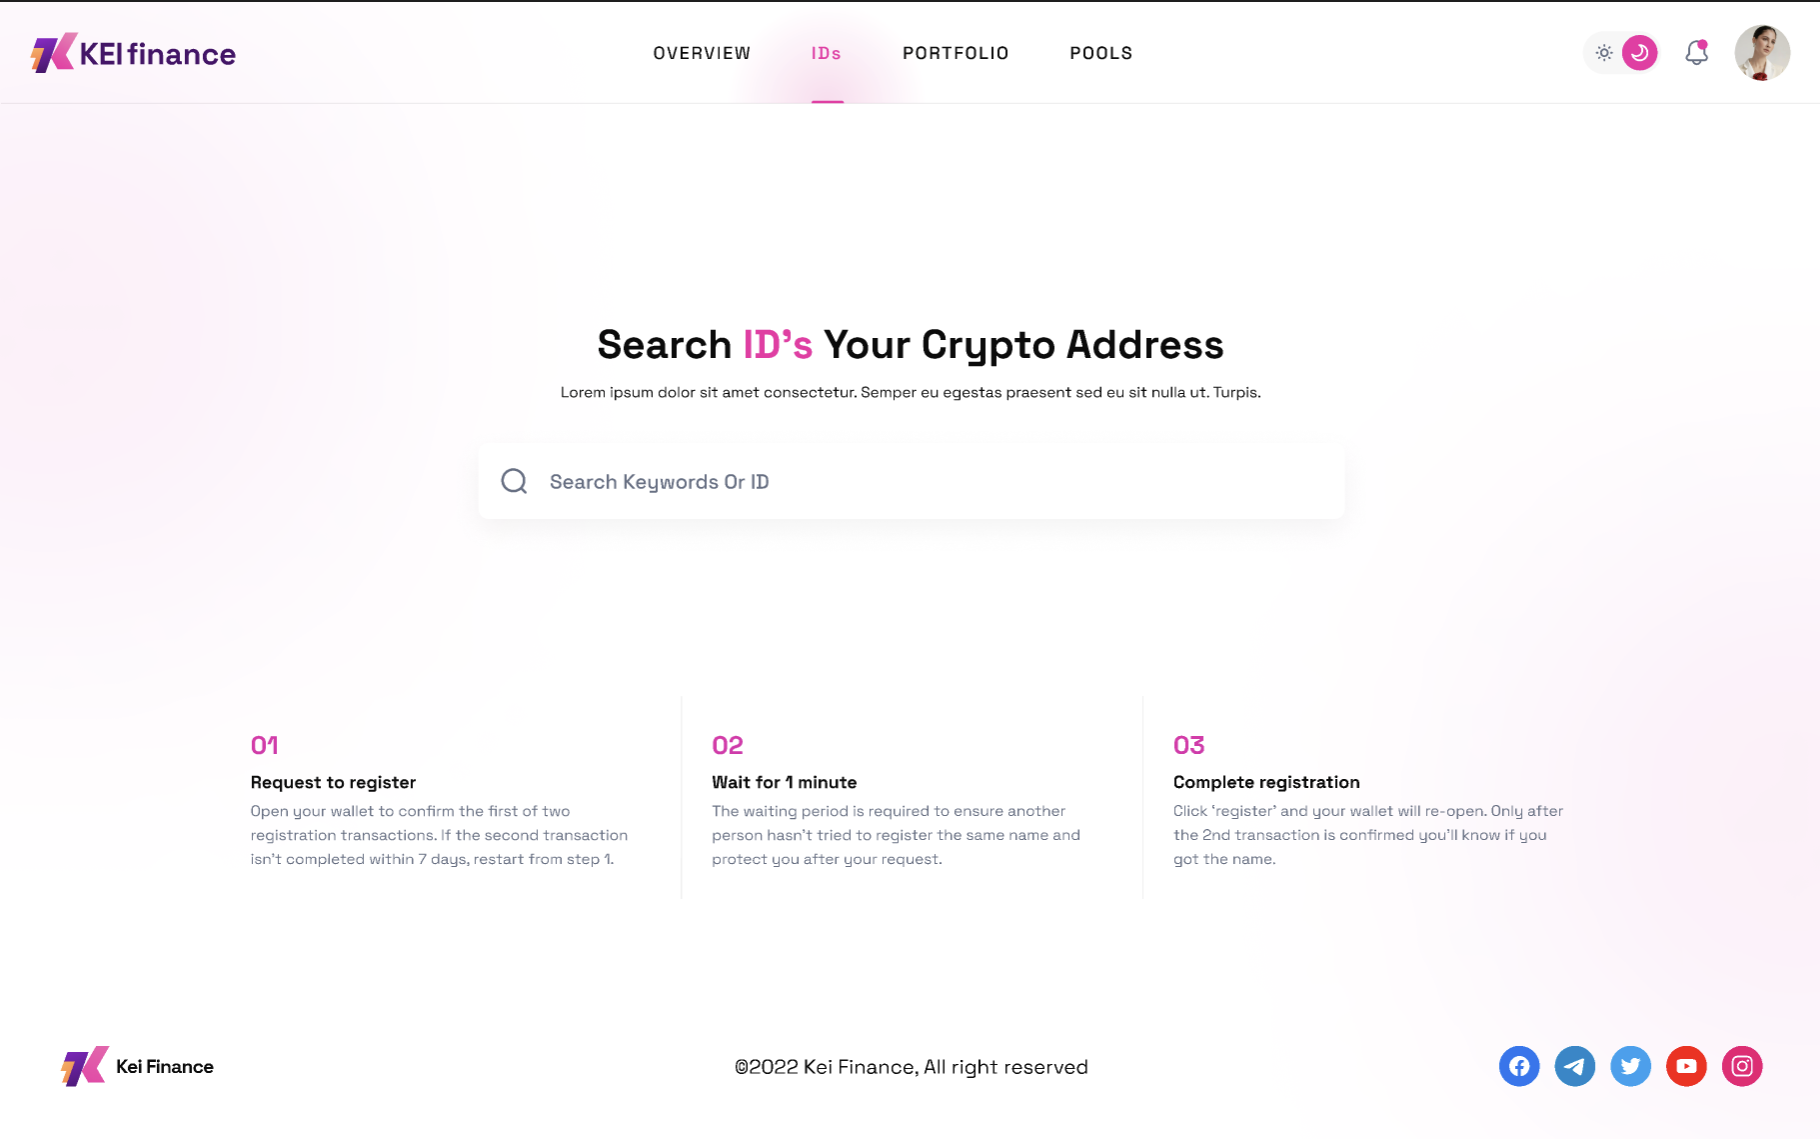 KEI finance
OVERVIEW
IDs
PORTFOLIO
POOLS
Search ID's Your Crypto Address
Lorem ipsum dolor sit amet consectetur. Semper eu egestas praesent sed eu sit nulla ut. Turpis.
Search Keywords Or ID
01
Request to register
Open your wallet to confirm the first of two
registration transactions. If the second transaction
isn't completed within 7 days, restart from step 1.
02
Wait for 1 minute
The waiting period is required to ensure another
person hasn't tried to register the same name and
protect you after your request.
03
Complete registration
Click ‘register’ and your wallet will re-open. Only after
the 2nd transaction is confirmed you'll know if you
got the name.
Kei Finance
©2022 Kei Finance, All right reserved